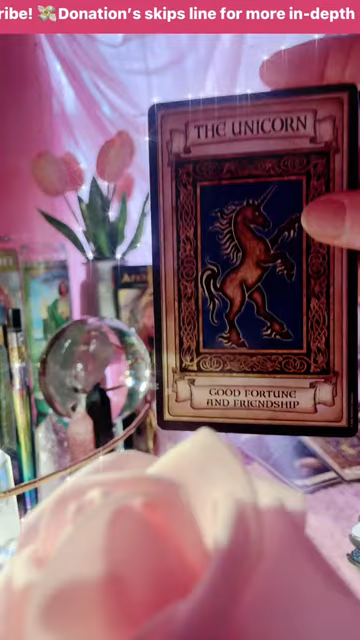 ribe! 💸Donation's skips line for more in-depth
THE UNICORN
GOOD FORTUNE
AND FRIENDSHIP